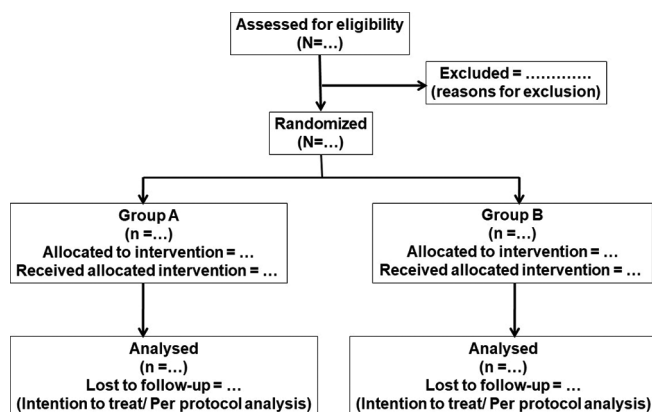 Assessed for eligibility
(N=...)
Excluded = .............
(reasons for exclusion)
Randomized
(N=...)
Group A
(n =...)
Allocated to intervention = ...
Received allocated intervention = ...
Group B
(n =...)
Allocated to intervention = ...
Received allocated intervention = ...
Analysed
(n =...)
Lost to follow-up = ...
(Intention to treat/ Per protocol analysis)
Analysed
(n =...)
Lost to follow-up = ...
(Intention to treat/ Per protocol analysis)